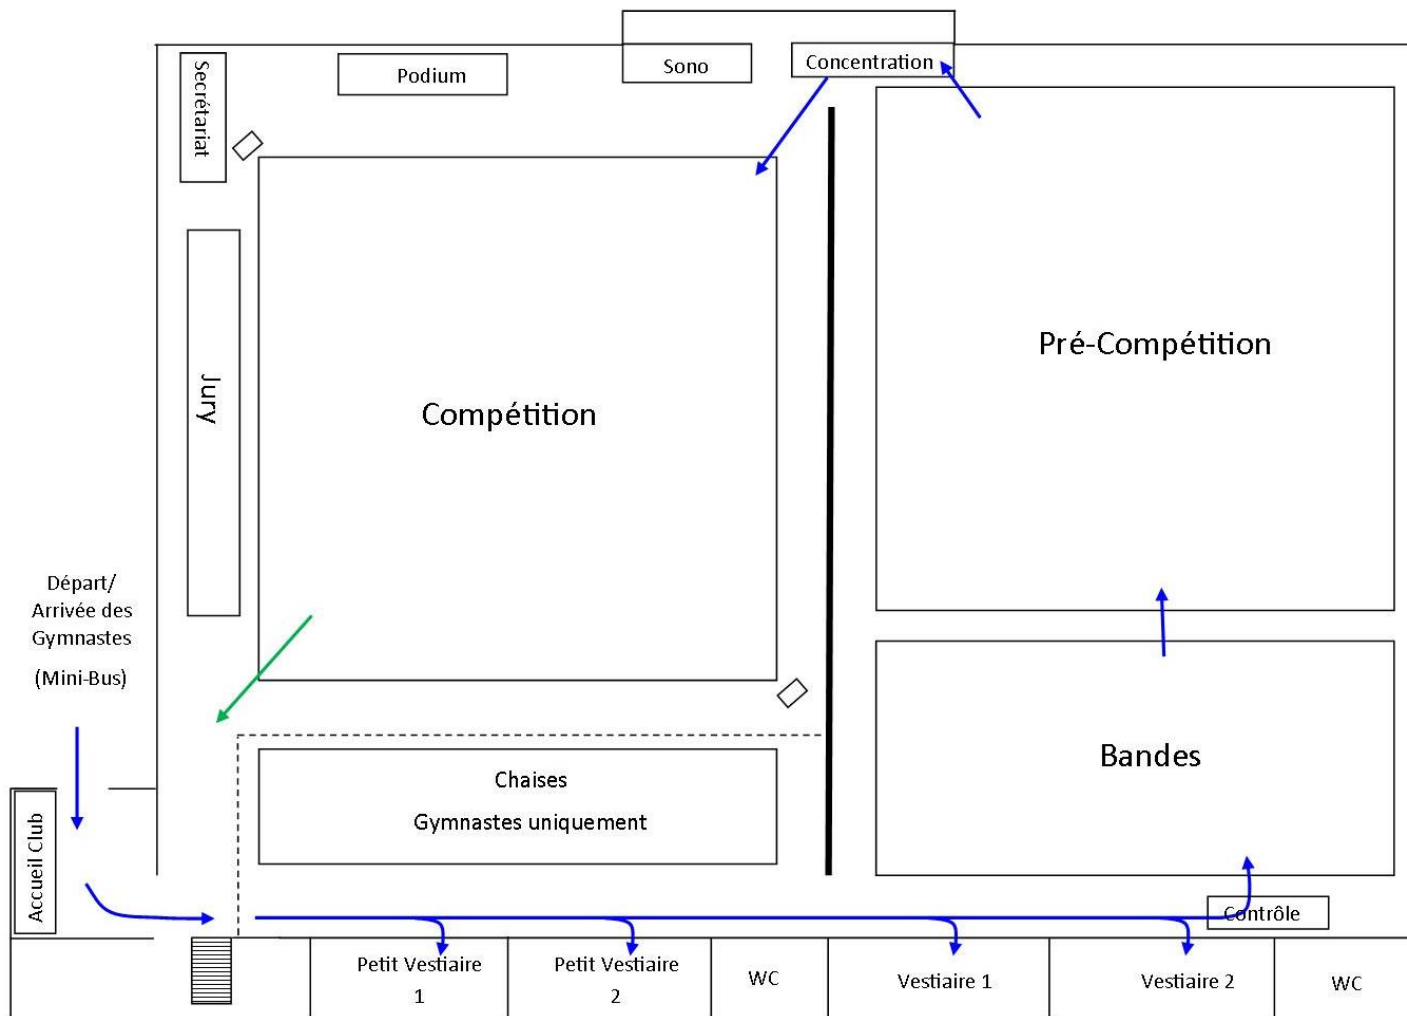 Secrétariat
Podium
Sono
Concentration
Jury
Compétition
Pré-Compétition
Départ/
Arrivée des
Gymnastes
(Mini-Bus)
Bandes
Chaises
Gymnastes uniquement
Accueil Club
Contrôle
Petit Vestiaire
1
Petit Vestiaire
2
WC
Vestiaire 1
Vestiaire 2
WC